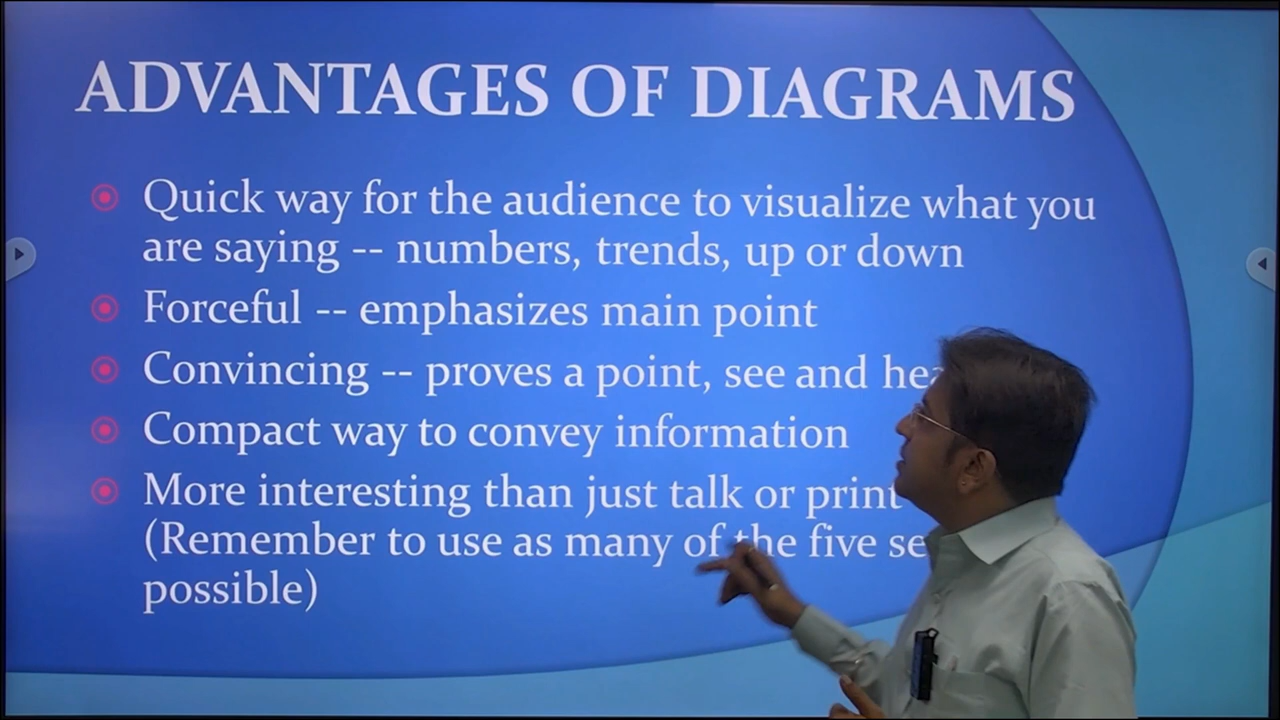 ADVANTAGES OF DIAGRAMS
Quick way for the audience to visualize what you
are saying -- numbers, trends, up or down
Forceful -- emphasizes main point
Convincing -- proves a point, see and
Compact way to convey information
More interesting than just talk or print
(Remember to use as many of the five
possible)